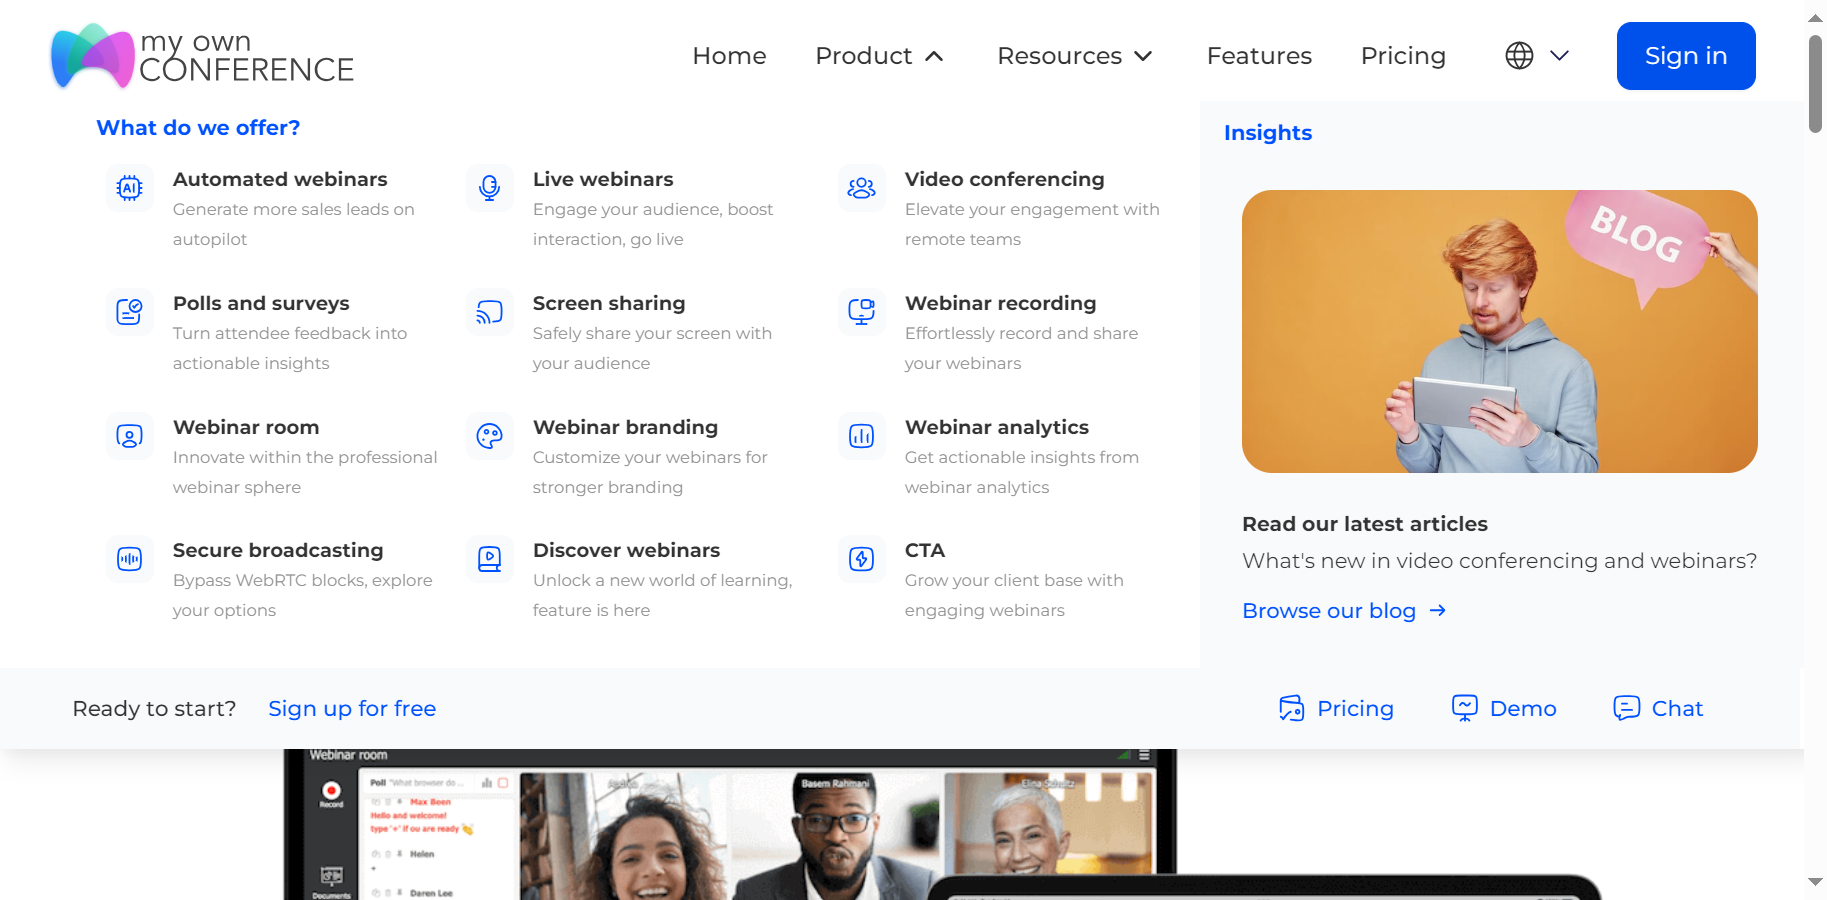 my own
CONFERENCE
Home
Product
Resources
Features
Pricing
Sign in
What do we offer?
Automated webinars
Generate more sales leads on
autopilot
Live webinars
Engage your audience, boost
interaction, go live
Video conferencing
Elevate your engagement with
remote teams
Polls and surveys
Turn attendee feedback into
actionable insights
Screen sharing
Safely share your screen with
your audience
Webinar recording
Effortlessly record and share
your webinars
Webinar room
Innovate within the professional
webinar sphere
Webinar branding
Customize your webinars for
stronger branding
Webinar analytics
Get actionable insights from
webinar analytics
Secure broadcasting
Bypass WebRTC blocks, explore
your options
Discover webinars
Unlock a new world of learning,
feature is here
CTA
Grow your client base with
engaging webinars
Insights
BLOG
Read our latest articles
What's new in video conferencing and webinars?
Browse our blog
Ready to start?
Sign up for free
Pricing
Demo
Chat
Webinar room
Record
Documents
Poll "What browser do ...
Max Been
Hello and welcome!
type '+' if ou are ready
Helen
+
Daren Lee
Basem Rahmani